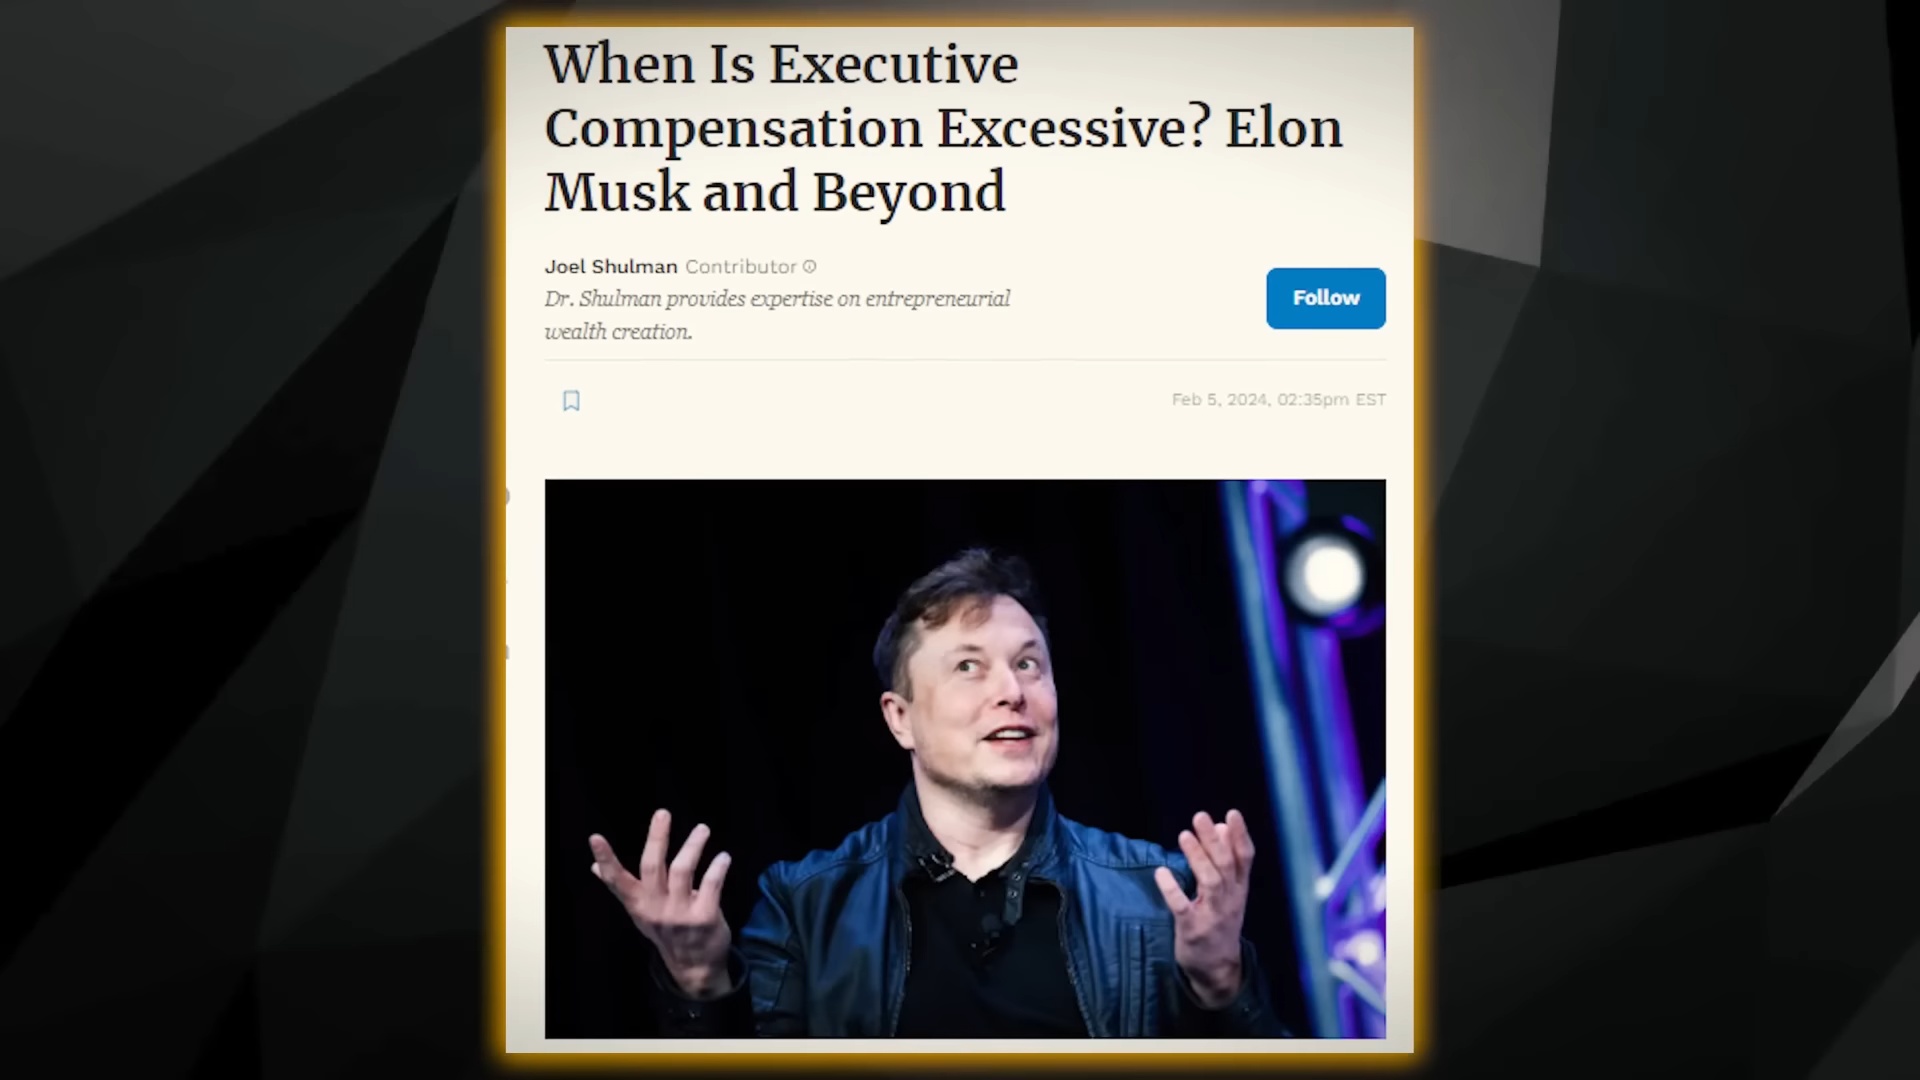 When Is Executive
Compensation Excessive? Elon
Musk and Beyond
Joel Shulman Contributor
Dr. Shulman provides expertise on entrepreneurial
wealth creation.
Follow
Feb 5, 2024, 02:35pm EST